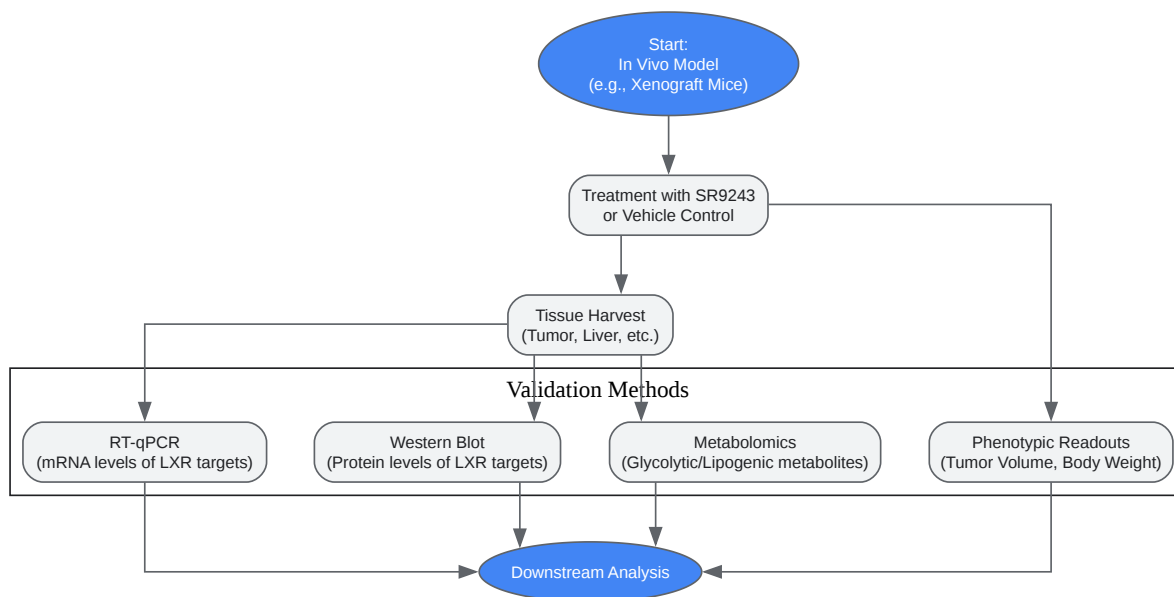 Start:
In Vivo Model
(e.g., Xenograft Mice)
Treatment with SR9243
or Vehicle Control
Tissue Harvest
(Tumor, Liver, etc.)
Validation Methods
RT-qPCR
(mRNA levels of LXR targets)
Western Blot
(Protein levels of LXR targets)
Metabolomics
(Glycolytic/Lipogenic metabolites)
Phenotypic Readouts
(Tumor Volume, Body Weight)
Downstream Analysis